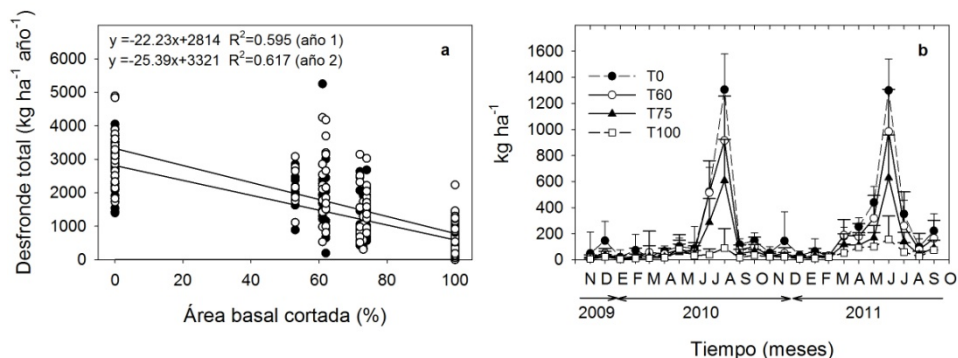 y =-22.23x+2814 R²=0.595 (año 1)
y =-25.39x+3321 R²=0.617 (año 2)
a
Desfronde total (kg ha⁻¹ año⁻¹)
6000
5000
4000
3000
2000
1000
0
0 20 40 60 80 100
Área basal cortada (%)
b
kg ha⁻¹
1600
1400
1200
1000
800
600
400
200
0
T0
T60
T75
T100
N D E F M A M J J A S O N D E F M A M J J A S O
2009 2010 2011
Tiempo (meses)